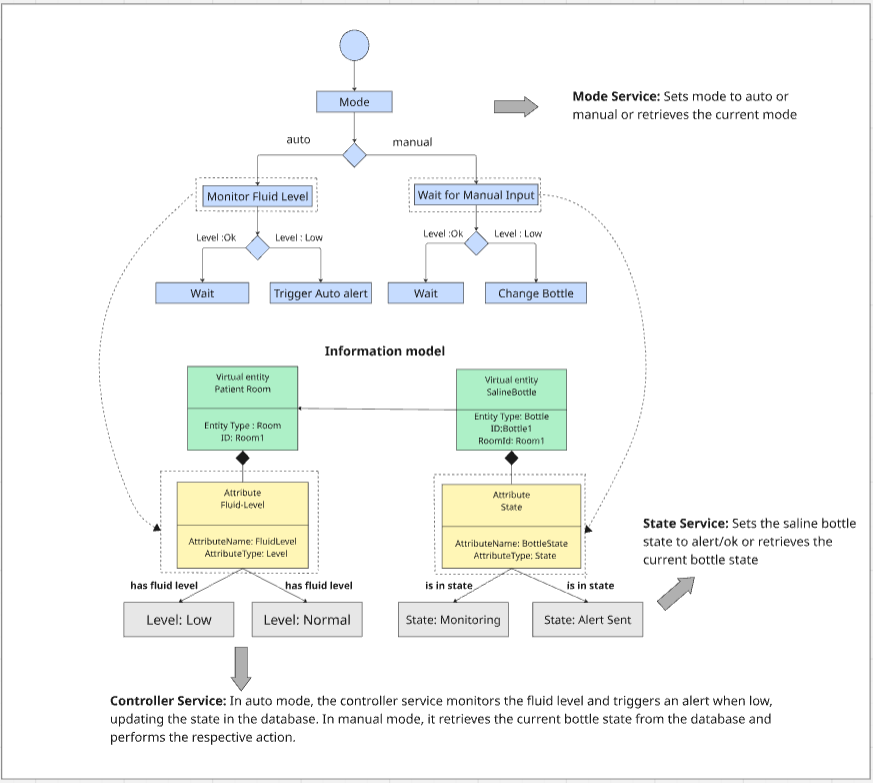 Mode
Mode Service: Sets mode to auto or
manual or retrieves the current mode
auto
manual
Monitor Fluid Level
Wait for Manual Input
Level :Ok
Level : Low
Level :Ok
Level : Low
Wait
Trigger Auto alert
Wait
Change Bottle
Information model
Virtual entity
Patient Room
Entity Type : Room
ID: Room1
Virtual entity
SalineBottle
Entity Type: Bottle
ID:Bottle1
RoomId: Room1
Attribute
Fluid-Level
AttributeName: FluidLevel
AttributeType: Level
Attribute
State
AttributeName: BottleState
AttributeType: State
State Service: Sets the saline bottle
state to alert/ok or retrieves the
current bottle state
has fluid level
has fluid level
is in state
is in state
Level: Low
Level: Normal
State: Monitoring
State: Alert Sent
Controller Service: In auto mode, the controller service monitors the fluid level and triggers an alert when low,
updating the state in the database. In manual mode, it retrieves the current bottle state from the database and
performs the respective action.